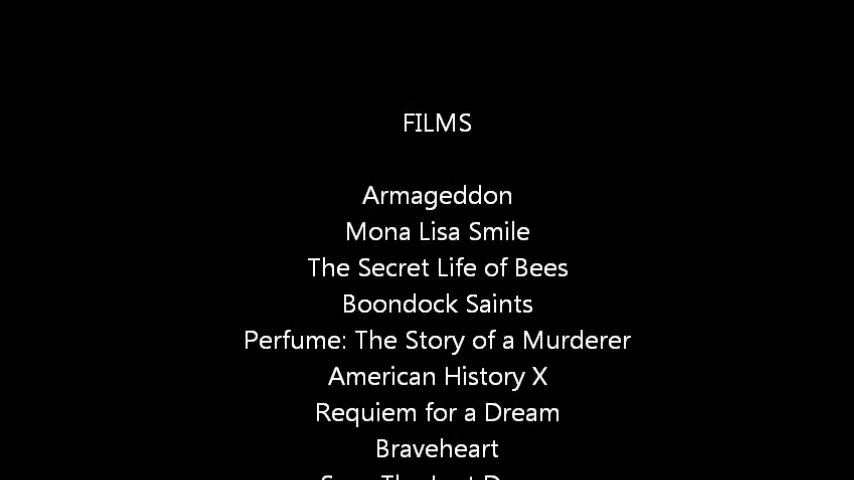 FILMS
Armageddon
Mona Lisa Smile
The Secret Life of Bees
Boondock Saints
Perfume: The Story of a Murderer
American History X
Requiem for a Dream
Braveheart